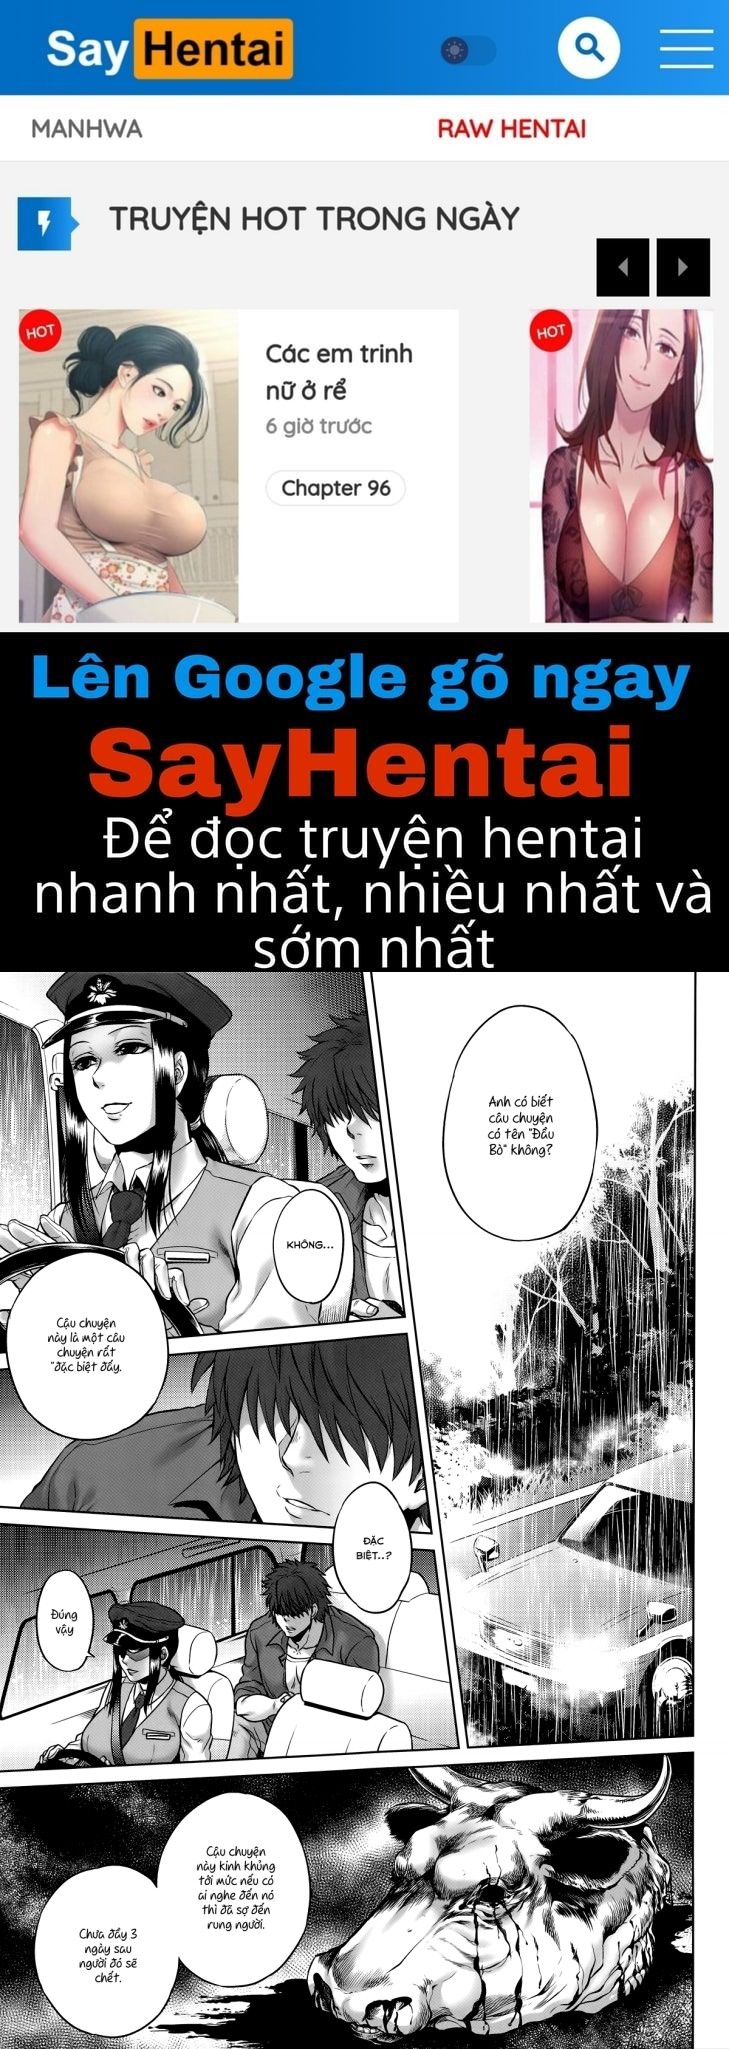 Say Hentai
MANHWA
RAW HENTAI
TRUYỆN HOT TRONG NGÀY
HOT
Các em trinh
nữ ở rể
6 giờ trước
Chapter 96
HOT
Lên Google gõ ngay
SayHentai
Để đọc truyện hentai
nhanh nhất, nhiều nhất và
sớm nhất
Anh có biết
câu chuyện
có tên "Đầu
Bò" không?
KHÔNG...
Cậu chuyện
này là một câu
chuyện rất
"đặc biệt đấy.
ĐẶC
BIỆT..?
Đúng
vậy
Cậu chuyện
này kinh khủng
tới mức nếu có
ai nghe đến nó
thì đã sợ đến
rung người.
Chưa đầy 3
ngày sau
người đó sẽ
chết.